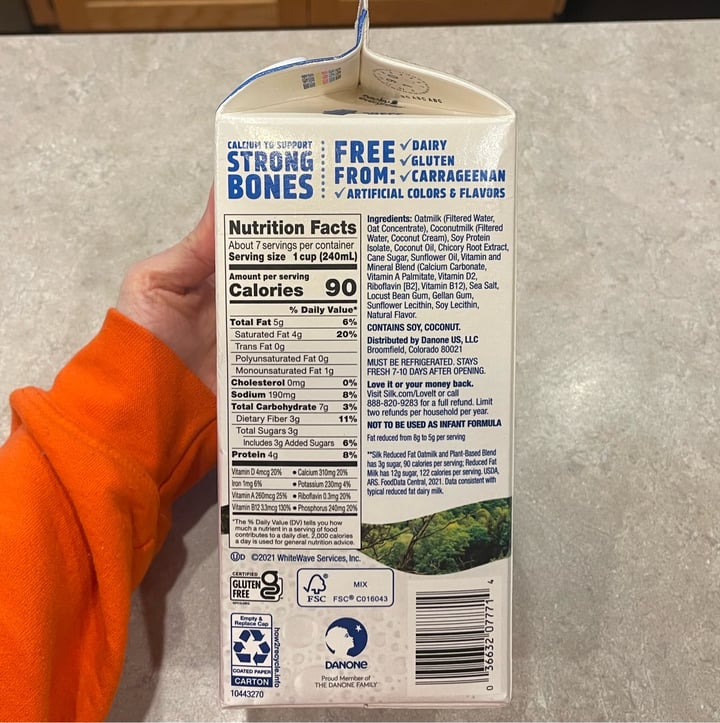 CALCIUM TO SUPPORT
STRONG
BONES
FREE
FROM:
✓DAIRY
✓GLUTEN
✓CARRAGEENAN
✓ARTIFICIAL COLORS & FLAVORS
Nutrition Facts
About 7 servings per container
Serving size 1 cup (240mL)
Amount per serving
Calories 90
% Daily Value*
Total Fat 5g 6%
Saturated Fat 4g 20%
Trans Fat 0g
Polyunsaturated Fat 0g
Monounsaturated Fat 1g
Cholesterol 0mg 0%
Sodium 190mg 8%
Total Carbohydrate 7g 3%
Dietary Fiber 3g 11%
Total Sugars 3g
Includes 3g Added Sugars 6%
Protein 4g 8%
Vitamin D 4mcg 20% • Calcium 310mg 20%
Iron 1mg 6% • Potassium 230mg 4%
Vitamin A 260mcg 25% • Riboflavin 0.3mg 20%
Vitamin B12 3.3mcg 130% • Phosphorus 240mg 20%
*The % Daily Value (DV) tells you how
much a nutrient in a serving of food
contributes to a daily diet. 2,000 calories
a day is used for general nutrition advice.
Ingredients: Oatmilk (Filtered Water,
Oat Concentrate), Coconutmilk (Filtered
Water, Coconut Cream), Soy Protein
Isolate, Coconut Oil, Chicory Root Extract,
Cane Sugar, Sunflower Oil, Vitamin and
Mineral Blend (Calcium Carbonate,
Vitamin A Palmitate, Vitamin D2,
Riboflavin [B2], Vitamin B12), Sea Salt,
Locust Bean Gum, Gellan Gum,
Sunflower Lecithin, Soy Lecithin,
Natural Flavor.
CONTAINS SOY, COCONUT.
Distributed by Danone US, LLC
Broomfield, Colorado 80021
MUST BE REFRIGERATED. STAYS
FRESH 7-10 DAYS AFTER OPENING.
Love it or your money back.
Visit Silk.com/LoveIt or call
888-820-9283 for a full refund. Limit
two refunds per household per year.
NOT TO BE USED AS INFANT FORMULA
Fat reduced from 8g to 5g per serving
**Silk Reduced Fat Oatmilk and Plant-Based Blend
has 3g sugar, 90 calories per serving; Reduced Fat
Milk has 12g sugar, 122 calories per serving. USDA,
ARS. FoodData Central, 2021. Data consistent with
typical reduced fat dairy milk.
UD ©2021 WhiteWave Services, Inc.
CERTIFIED
GLUTEN
FREE
FSC
MIX
FSC® C016043
Empty &
Replace Cap
COATED PAPER
CARTON
how2recycle.info
10443270
DANONE
Proud Member of
THE DANONE FAMILY
0 36632 07771 4